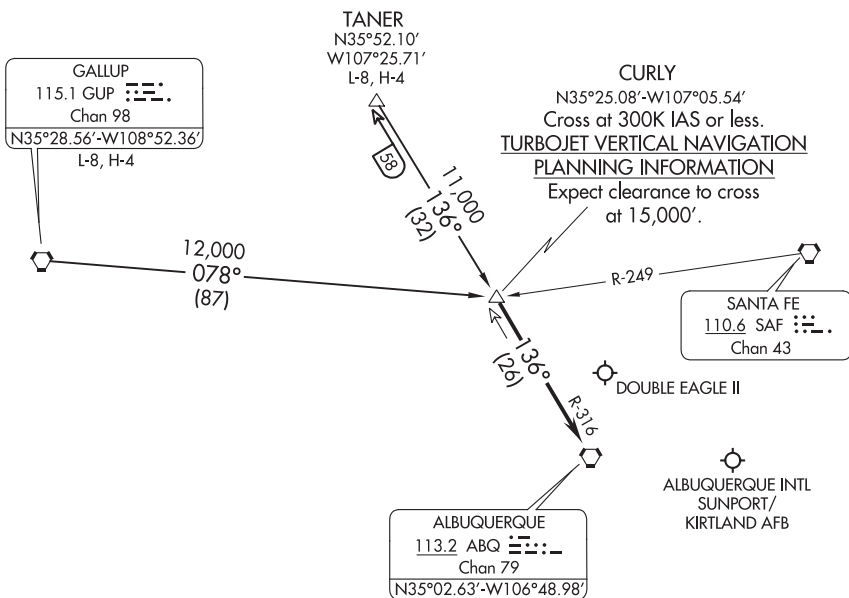 TANER
N35°52.10′
W107°25.71′
L-8, H-4
GALLUP
115.1 GUP
Chan 98
N35°28.56′-W108°52.36′
L-8, H-4
CURLY
N35°25.08′-W107°05.54′
Cross at 300K IAS or less.
TURBOJET VERTICAL NAVIGATION
PLANNING INFORMATION
Expect clearance to cross
at 15,000′.
58
11,000
136°
(32)
12,000
078°
(87)
R-249
SANTA FE
110.6 SAF
Chan 43
136°
(26)
R-316
DOUBLE EAGLE II
ALBUQUERQUE INTL
SUNPORT/
KIRTLAND AFB
ALBUQUERQUE
113.2 ABQ
Chan 79
N35°02.63′-W106°48.98′